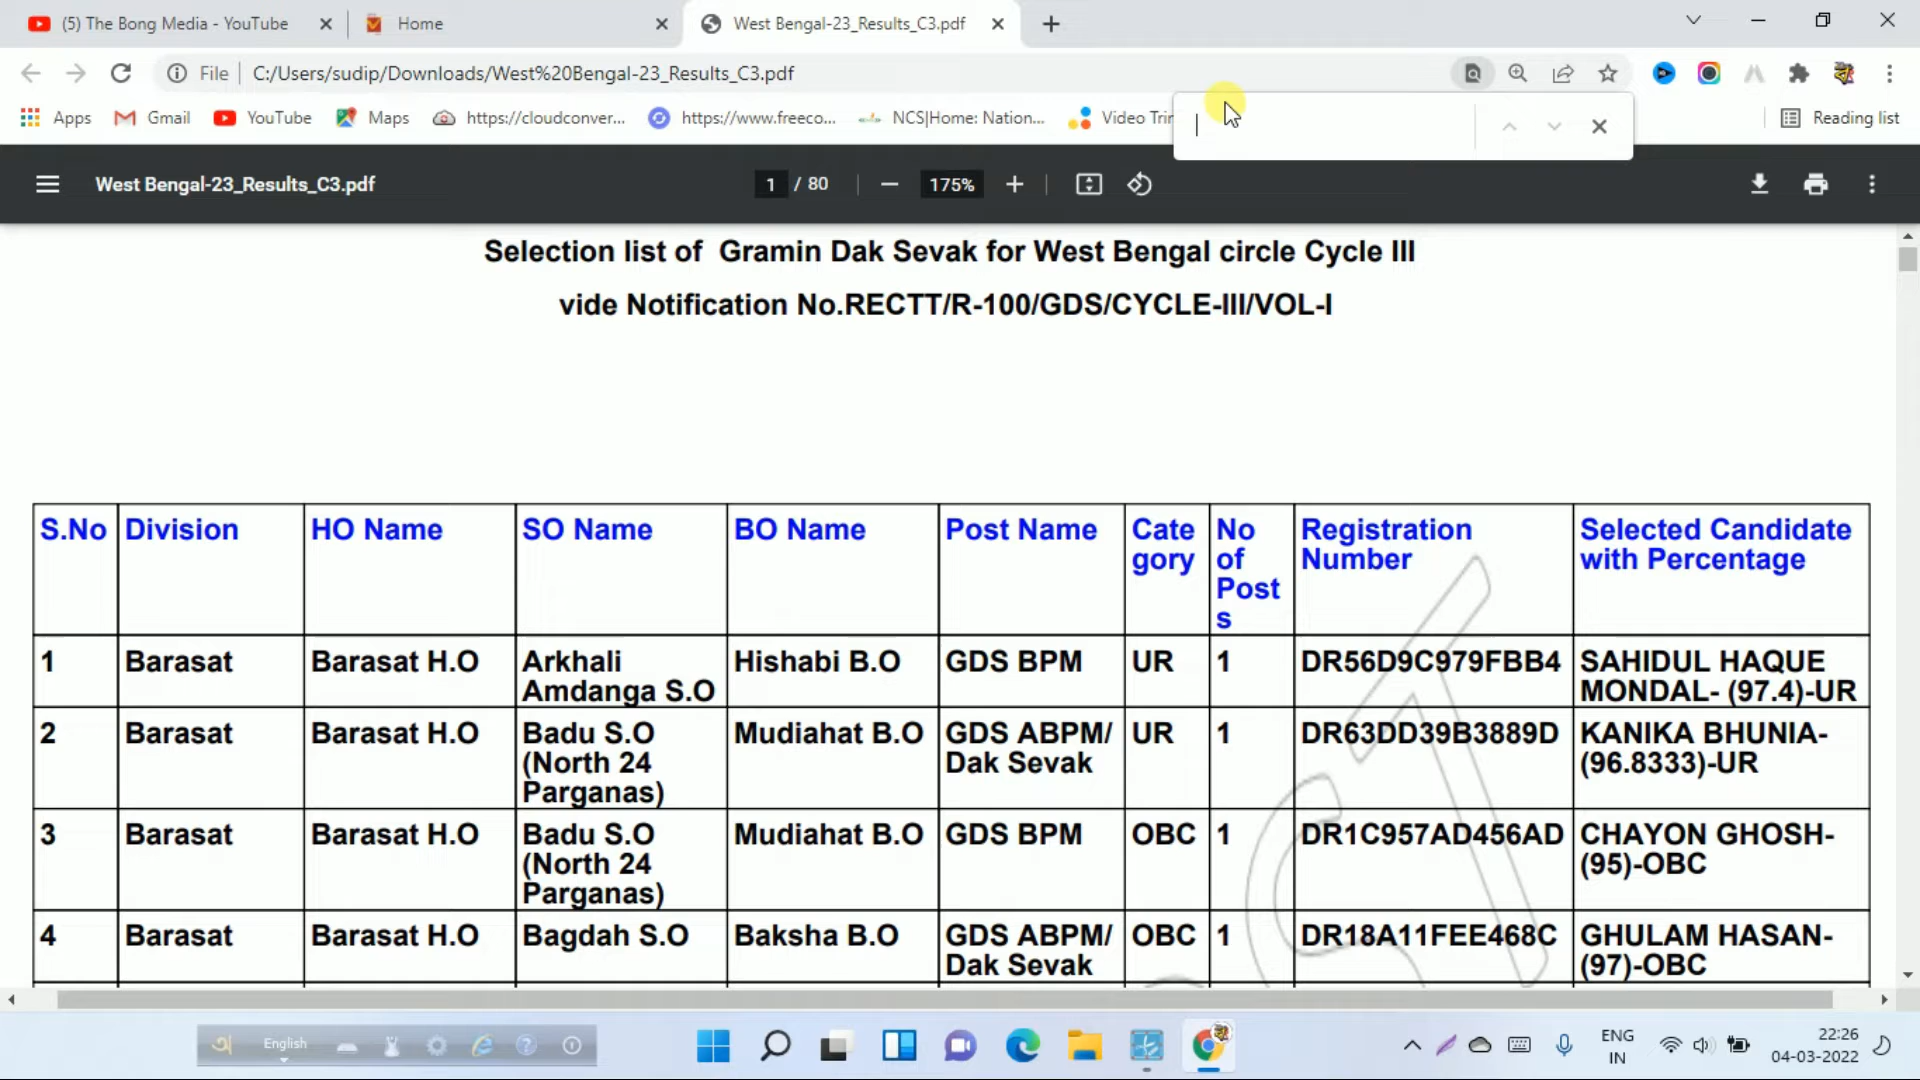 (5) The Bong Media - YouTube
Home
West Bengal-23_Results_C3.pdf
File
C:/Users/sudip/Downloads/West%20Bengal-23_Results_C3.pdf
Apps
Gmail
YouTube
Maps
https://cloudconver...
https://www.freeco...
NCS|Home: Nation...
Video Trir
Reading list
West Bengal-23_Results_C3.pdf
1 / 80
175%
Selection list of Gramin Dak Sevak for West Bengal circle Cycle III
vide Notification No.RECTT/R-100/GDS/CYCLE-III/VOL-I
S.No Division HO Name SO Name BO Name Post Name Cate No Registration Selected Candidate
gory of Number with Percentage
Post
s
1 Barasat Barasat H.O Arkhali Hishabi B.O GDS BPM UR 1 DR56D9C979FBB4 SAHIDUL HAQUE
Amdanga S.O MONDAL- (97.4)-UR
2 Barasat Barasat H.O Badu S.O Mudiahat B.O GDS ABPM/ UR 1 DR63DD39B3889D KANIKA BHUNIA-
(North 24 Dak Sevak (96.8333)-UR
Parganas)
3 Barasat Barasat H.O Badu S.O Mudiahat B.O GDS BPM OBC 1 DR1C957AD456AD CHAYON GHOSH-
(North 24 (95)-OBC
Parganas)
4 Barasat Barasat H.O Bagdah S.O Baksha B.O GDS ABPM/ OBC 1 DR18A11FEE468C GHULAM HASAN-
Dak Sevak (97)-OBC
English
ENG
IN
22:26
04-03-2022